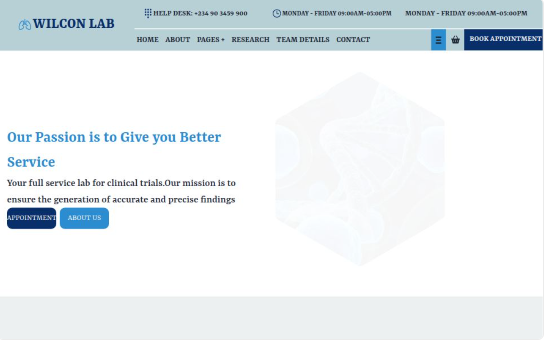 WILCON LAB
HELP DESK: +234 90 3459 900
MONDAY - FRIDAY 09:00AM-05:00PM
MONDAY - FRIDAY 09:00AM-05:00PM
HOME ABOUT PAGES + RESEARCH TEAM DETAILS CONTACT
BOOK APPOINTMENT
Our Passion is to Give you Better
Service
Your full service lab for clinical trials.Our mission is to
ensure the generation of accurate and precise findings
APPOINTMENT ABOUT US